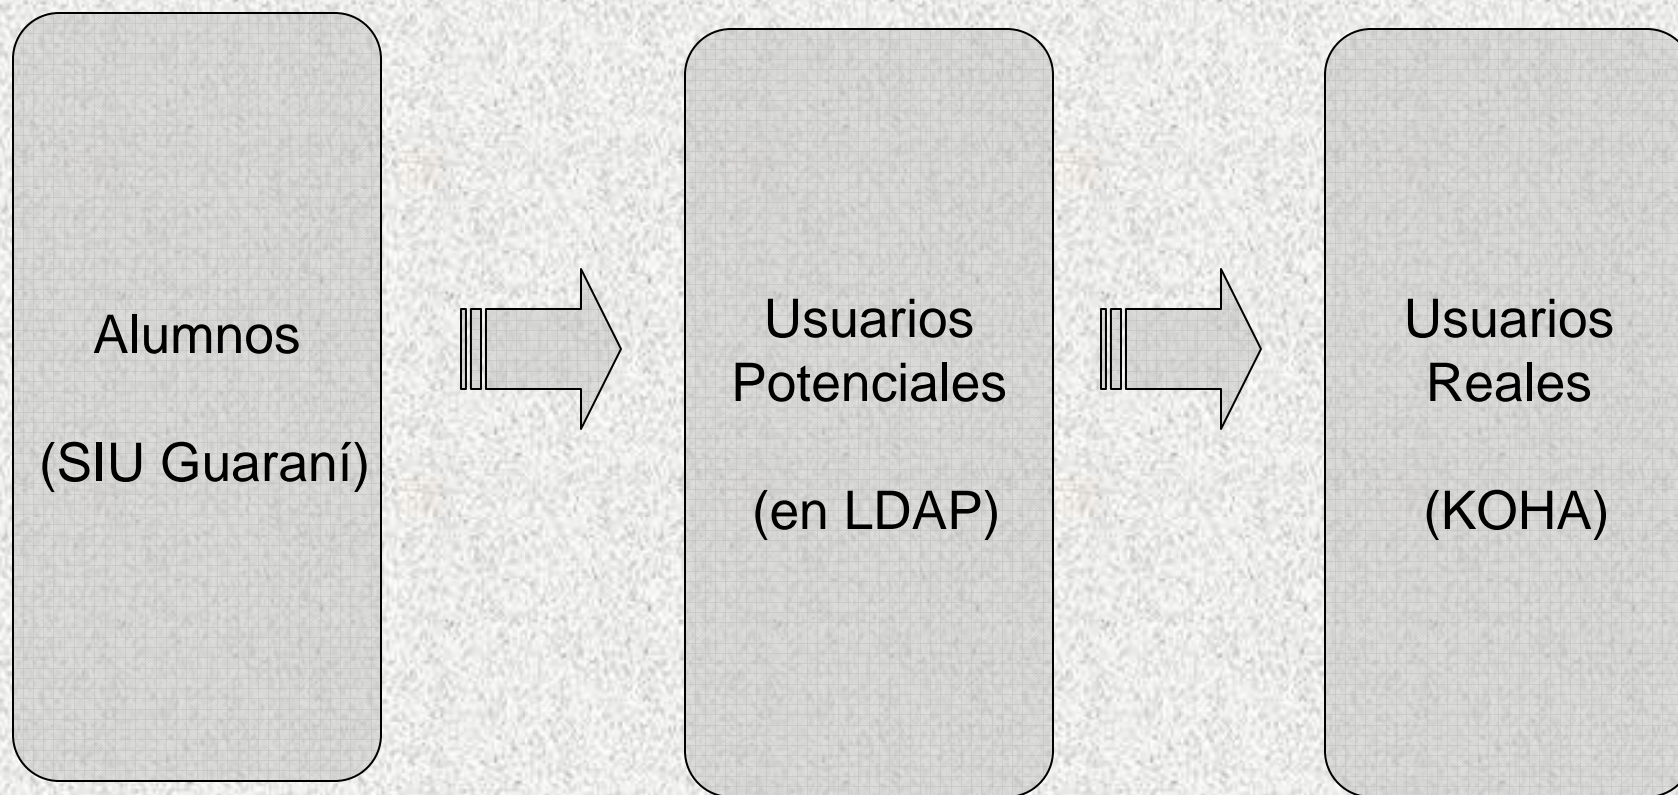 Alumnos
(SIU Guaraní)
Usuarios
Potenciales
(en LDAP)
Usuarios
Reales
(KOHA)